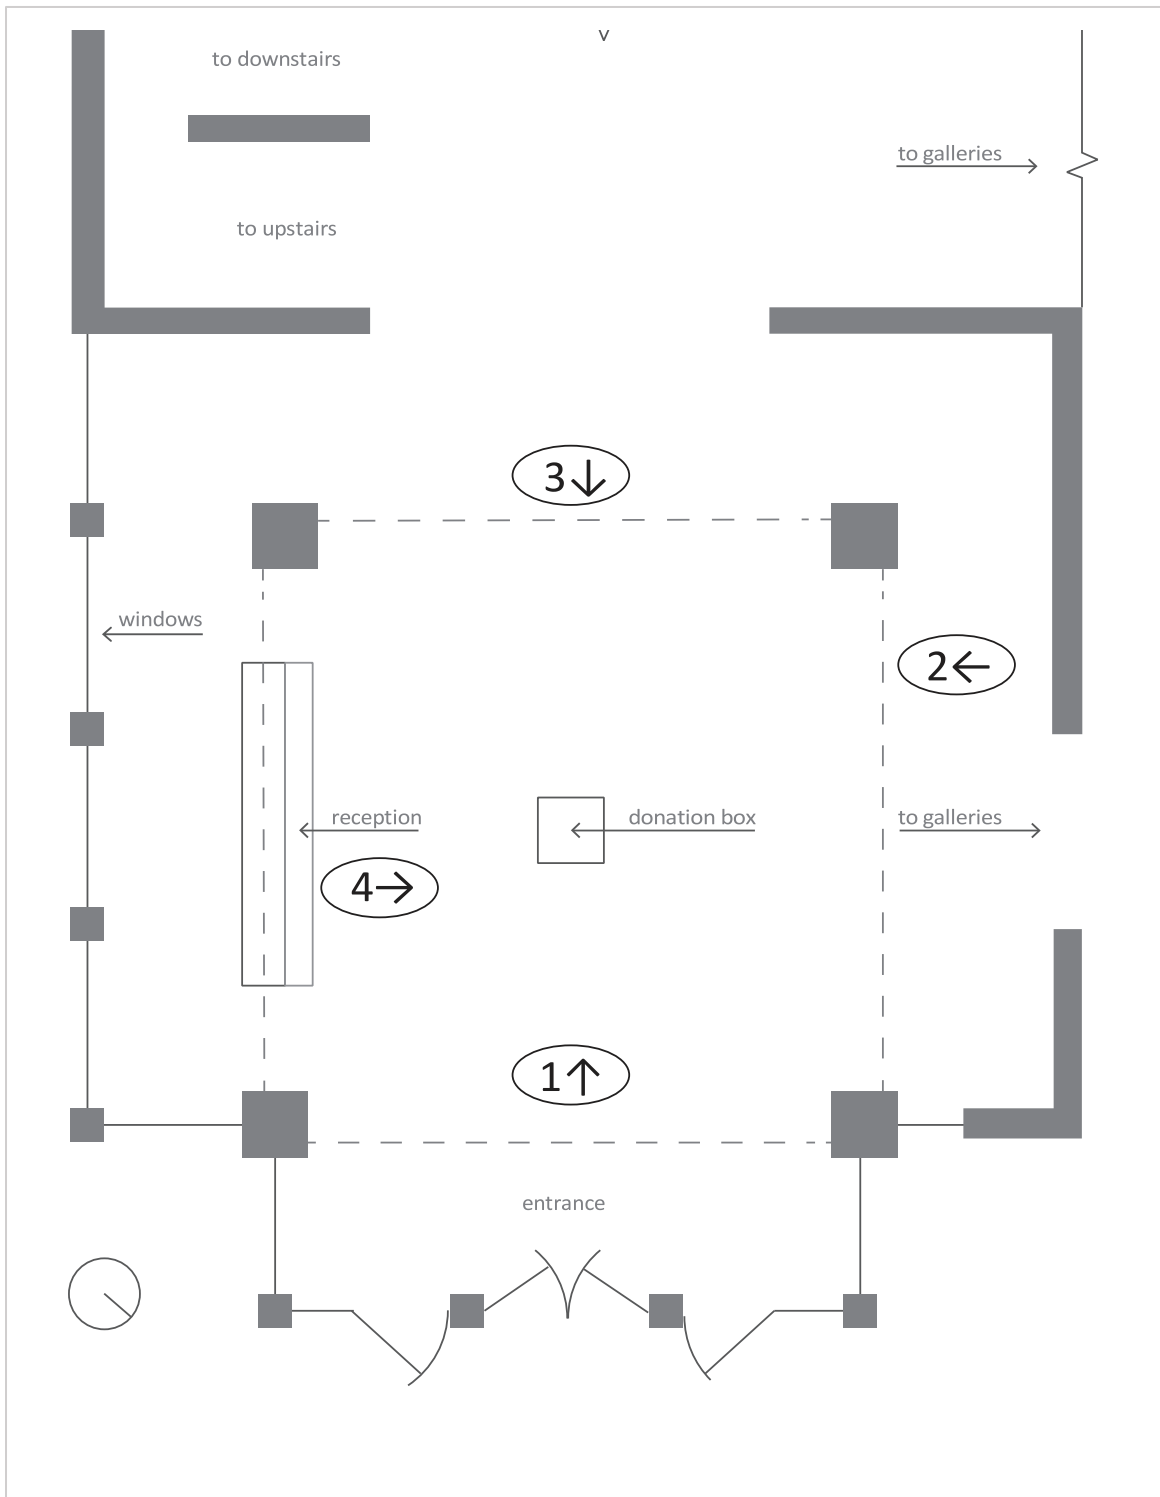 v
to downstairs
to galleries
to upstairs
3↓
windows
2←
reception
donation box
to galleries
4→
1↑
entrance